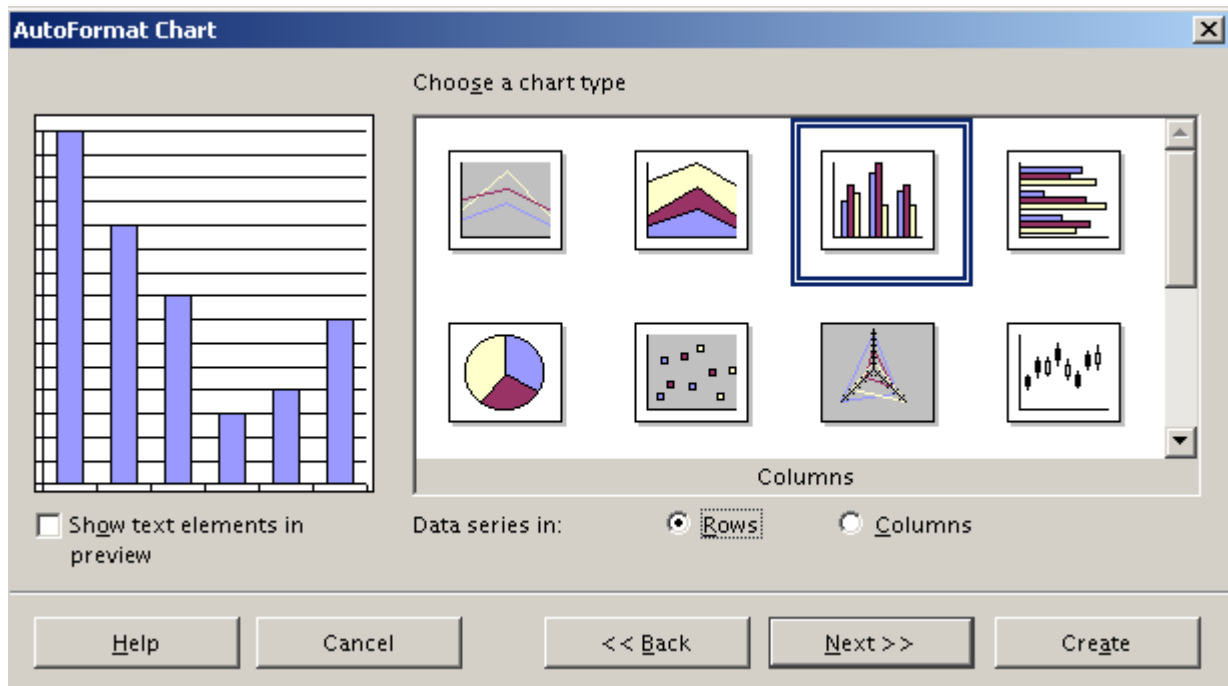 AutoFormat Chart
Choose a chart type
Columns
Show text elements in
preview
Data series in:
Rows
Columns
Help
Cancel
<< Back
Next >>
Create